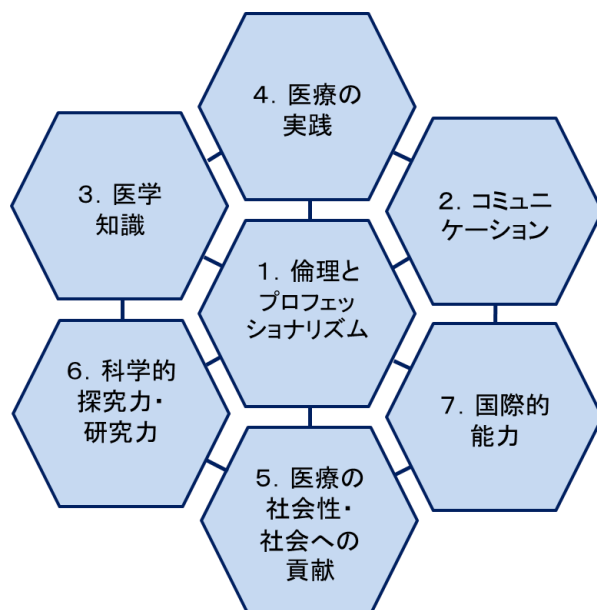 4．医療の
実践
3．医学
知識
2．コミュニ
ケーション
1．倫理と
プロフェッ
ショナリズム
6．科学的
探究力・
研究力
7．国際的
能力
5．医療の
社会性・
社会への
貢献